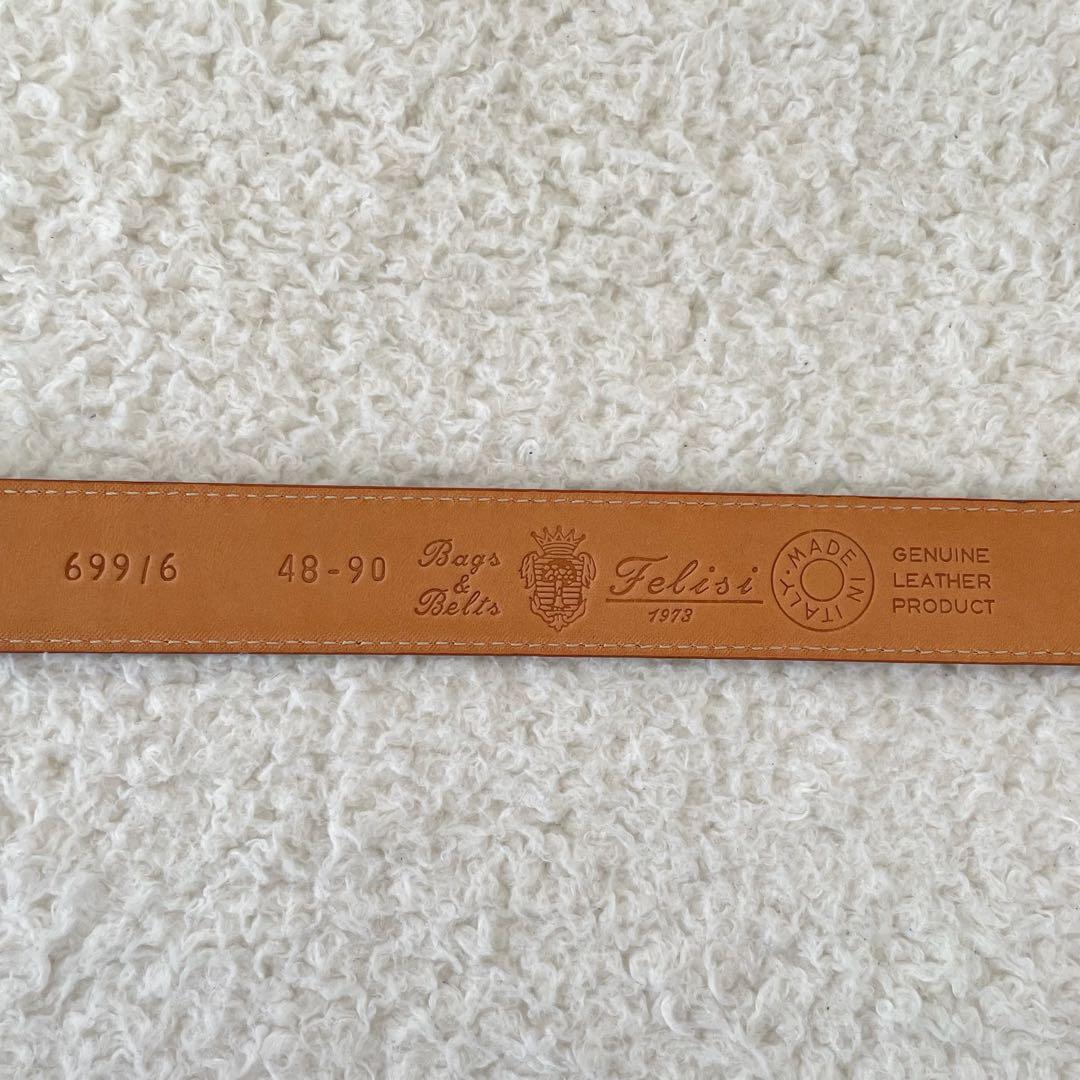 699/6
48-90
Bags
&
Belts
Felisi
1973
MADE IN ITALY·
GENUINE
LEATHER
PRODUCT